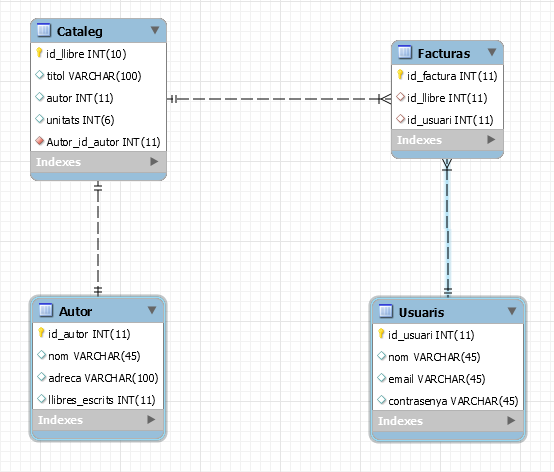 Cataleg
id_llibre INT(10)
titol VARCHAR(100)
autor INT(11)
unitats INT(6)
Autor_id_autor INT(11)
Indexes
Facturas
id_factura INT(11)
id_llibre INT(11)
id_usuari INT(11)
Indexes
Autor
id_autor INT(11)
nom VARCHAR(45)
adreca VARCHAR(100)
llibres_escrits INT(11)
Indexes
Usuaris
id_usuari INT(11)
nom VARCHAR(45)
email VARCHAR(45)
contrasenya VARCHAR(45)
Indexes